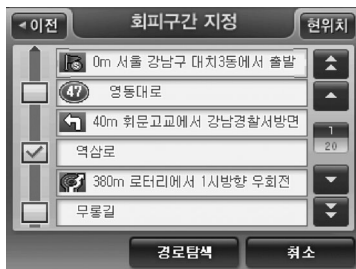 이전 회피구간 지정 현위치
0m 서울 강남구 대치3동에서 출발
47 영동대로
40m 휘문고교에서 강남경찰서방면
역삼로
380m 로터리에서 1시방향 우회전
무릉길
1
20
경로탐색 취소